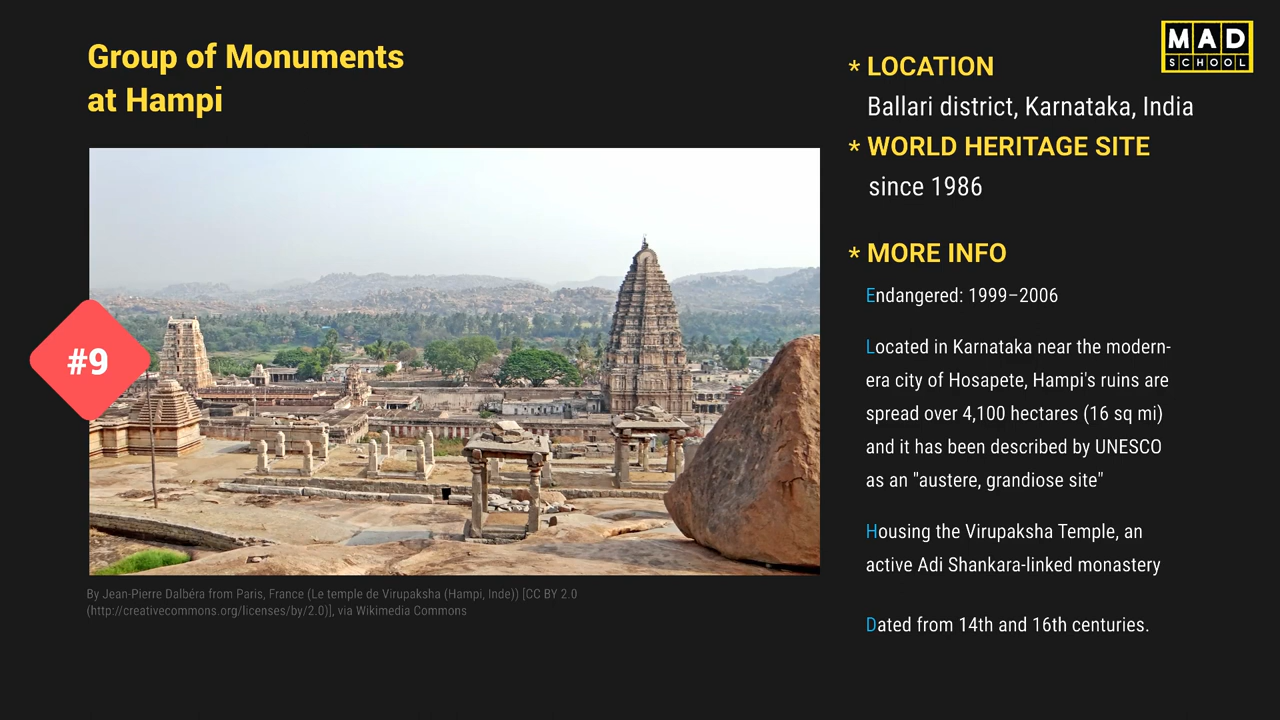 Group of Monuments
at Hampi
#9
By Jean-Pierre Dalbéra from Paris, France (Le temple de Virupaksha (Hampi, Inde)) [CC BY 2.0
(http://creativecommons.org/licenses/by/2.0)], via Wikimedia Commons
MAD
SCHOOL
* LOCATION
Ballari district, Karnataka, India
* WORLD HERITAGE SITE
since 1986
* MORE INFO
Endangered: 1999–2006
Located in Karnataka near the modern-
era city of Hosapete, Hampi's ruins are
spread over 4,100 hectares (16 sq mi)
and it has been described by UNESCO
as an "austere, grandiose site"
Housing the Virupaksha Temple, an
active Adi Shankara-linked monastery
Dated from 14th and 16th centuries.